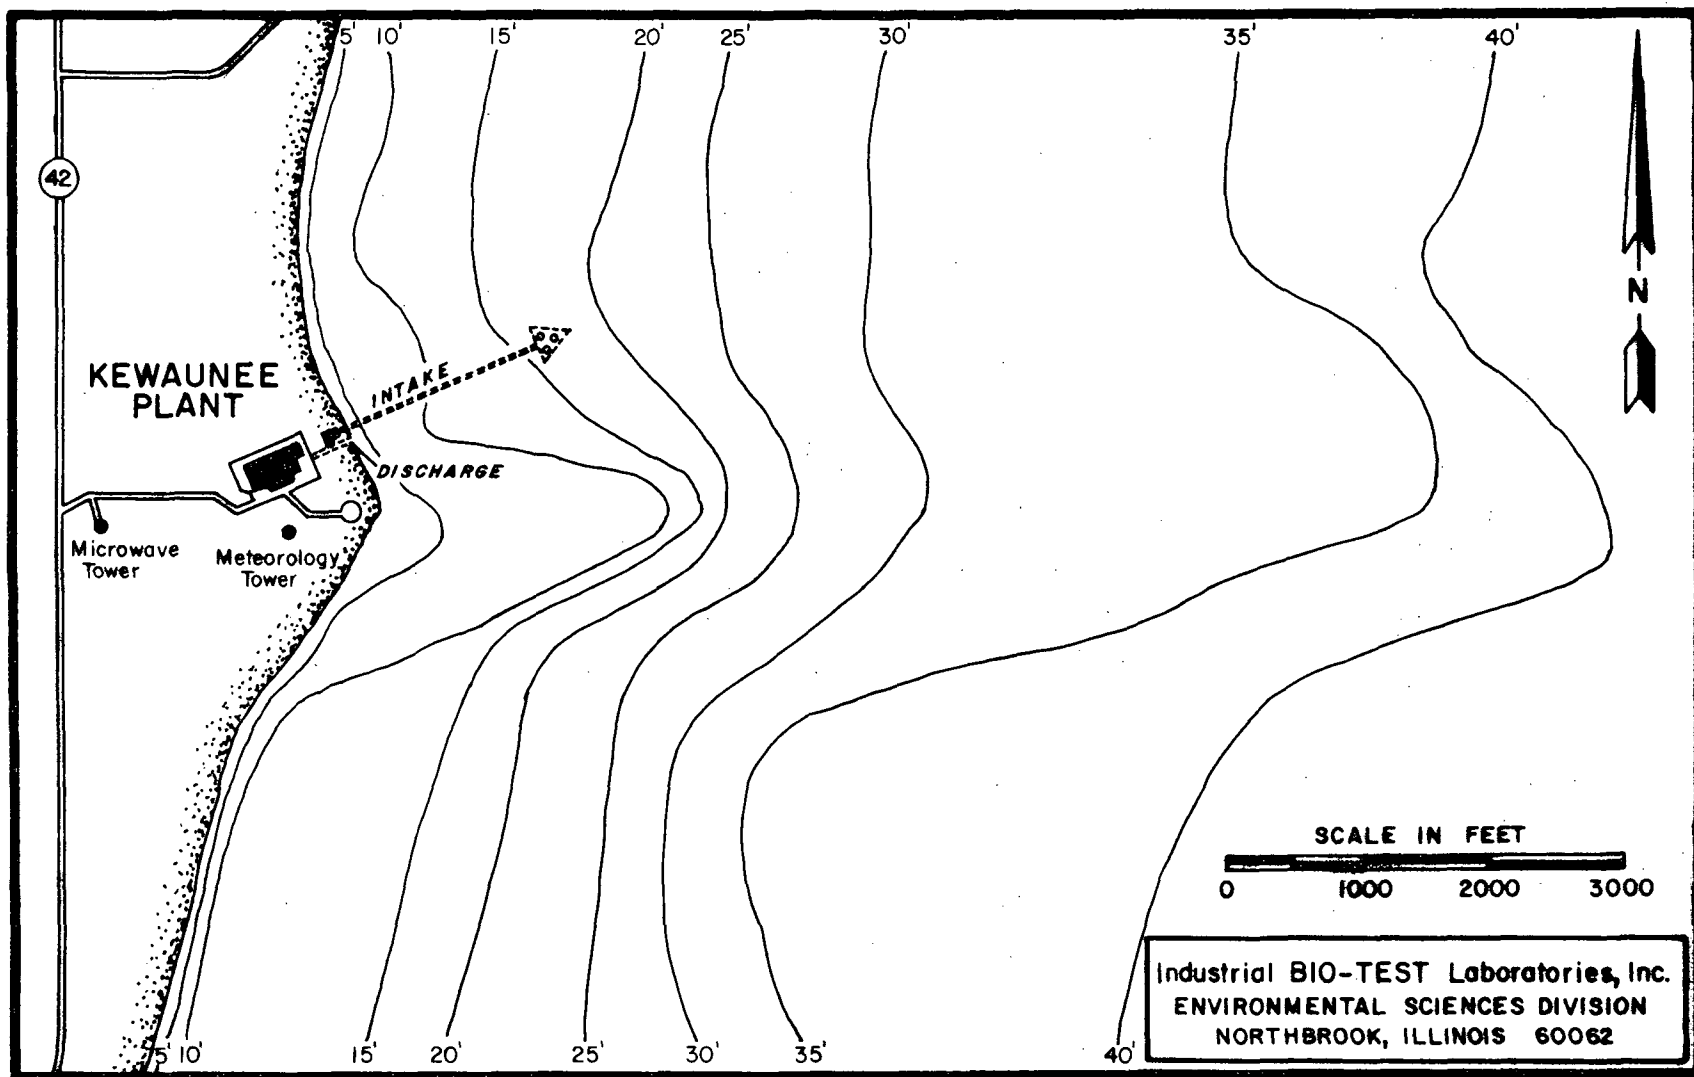 5' 10' 15' 20' 25' 30' 35' 40'
42
N
KEWAUNEE
PLANT
INTAKE
DISCHARGE
Microwave
Tower
Meteorology
Tower
SCALE IN FEET
0 1000 2000 3000
Industrial BIO-TEST Laboratories, Inc.
ENVIRONMENTAL SCIENCES DIVISION
NORTHBROOK, ILLINOIS 60062
5' 10' 15' 20' 25' 30' 35' 40'